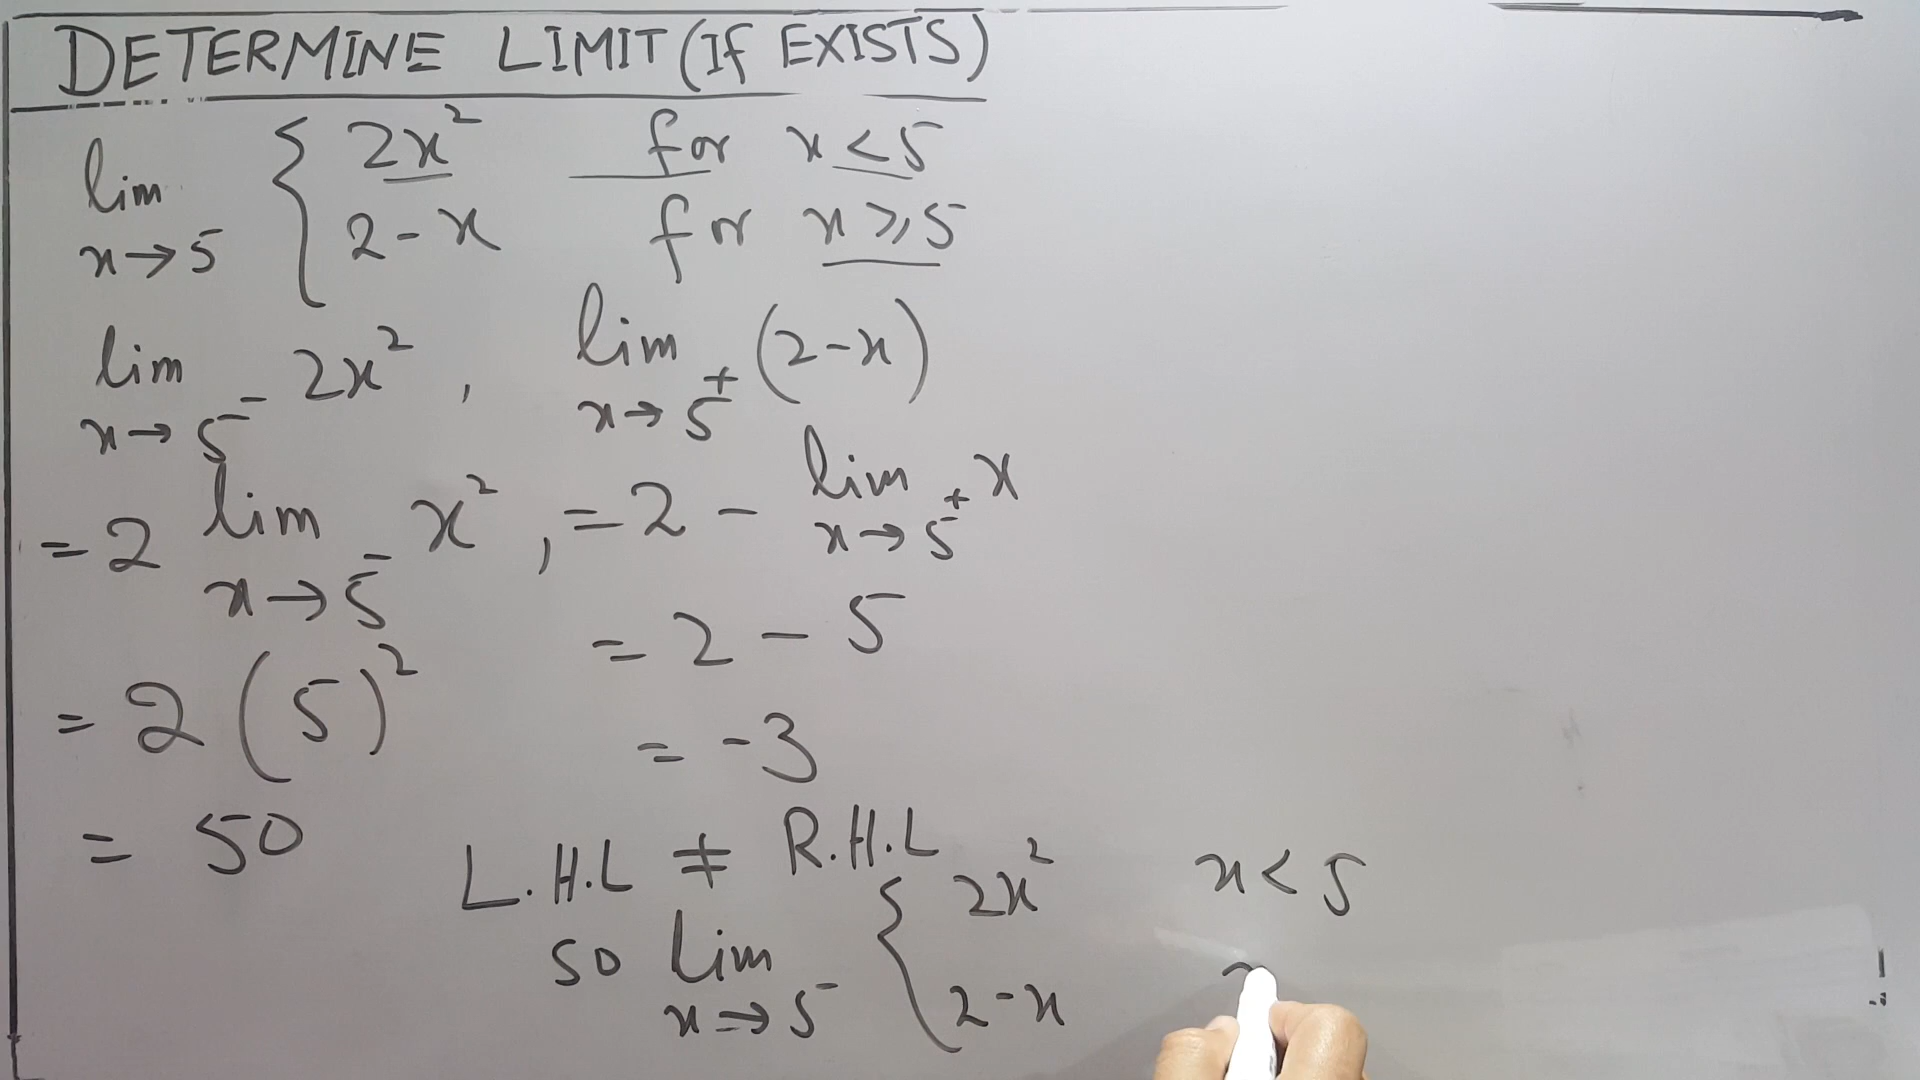 DETERMINE LIMIT (If EXISTS)
lim x→5 { 2x² for x<5
2-x for x⩾5
lim x→5⁻ 2x² , lim x→5⁺ (2-x)
= 2 lim x→5⁻ x² , = 2 - lim x→5⁺ x
= 2 (5)² = 2 - 5
= 50 = -3
L.H.L ≠ R.H.L
so lim x→5 { 2x² x<5
2-x